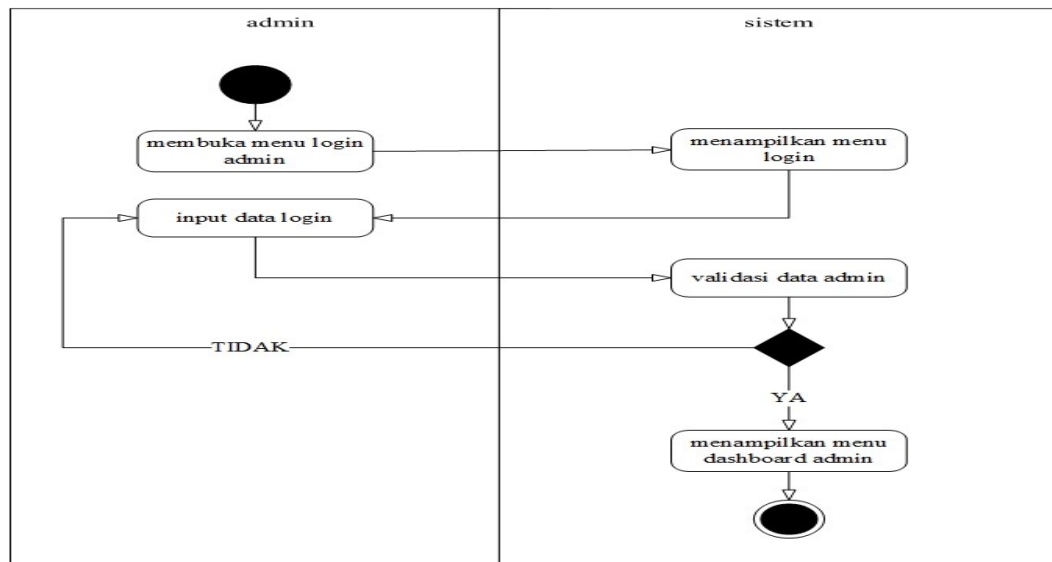 admin
sistem
membuka menu login
admin
menampilkan menu
login
input data login
validasi data admin
TIDAK
YA
menampilkan menu
dashboard admin